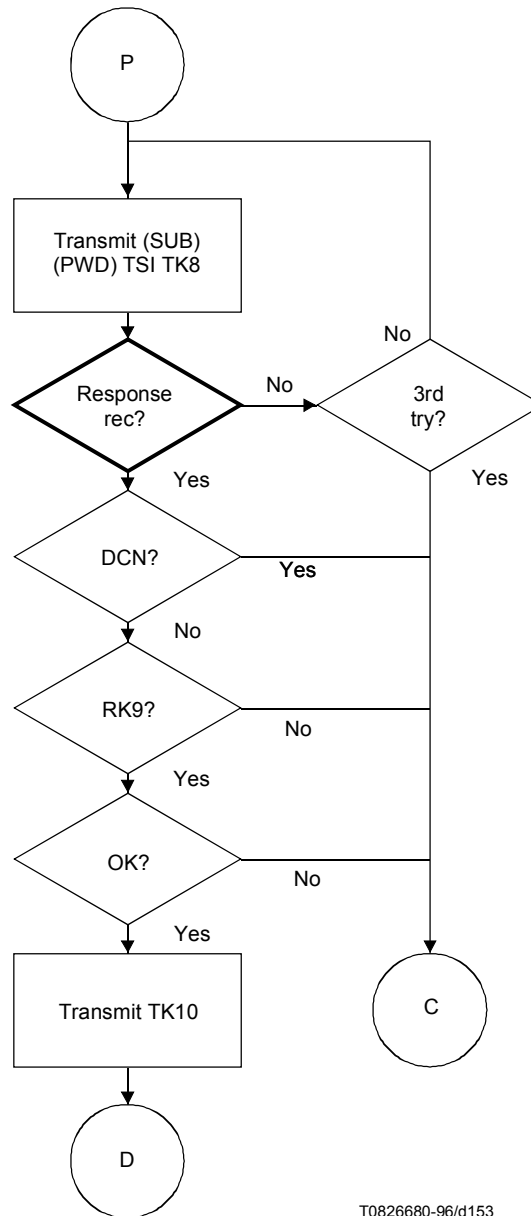 P
Transmit (SUB)
(PWD) TSI TK8
No
Response
rec?
No
3rd
try?
Yes
Yes
DCN?
Yes
No
RK9?
No
Yes
OK?
No
Yes
Transmit TK10
C
D
T0826680-96/d153